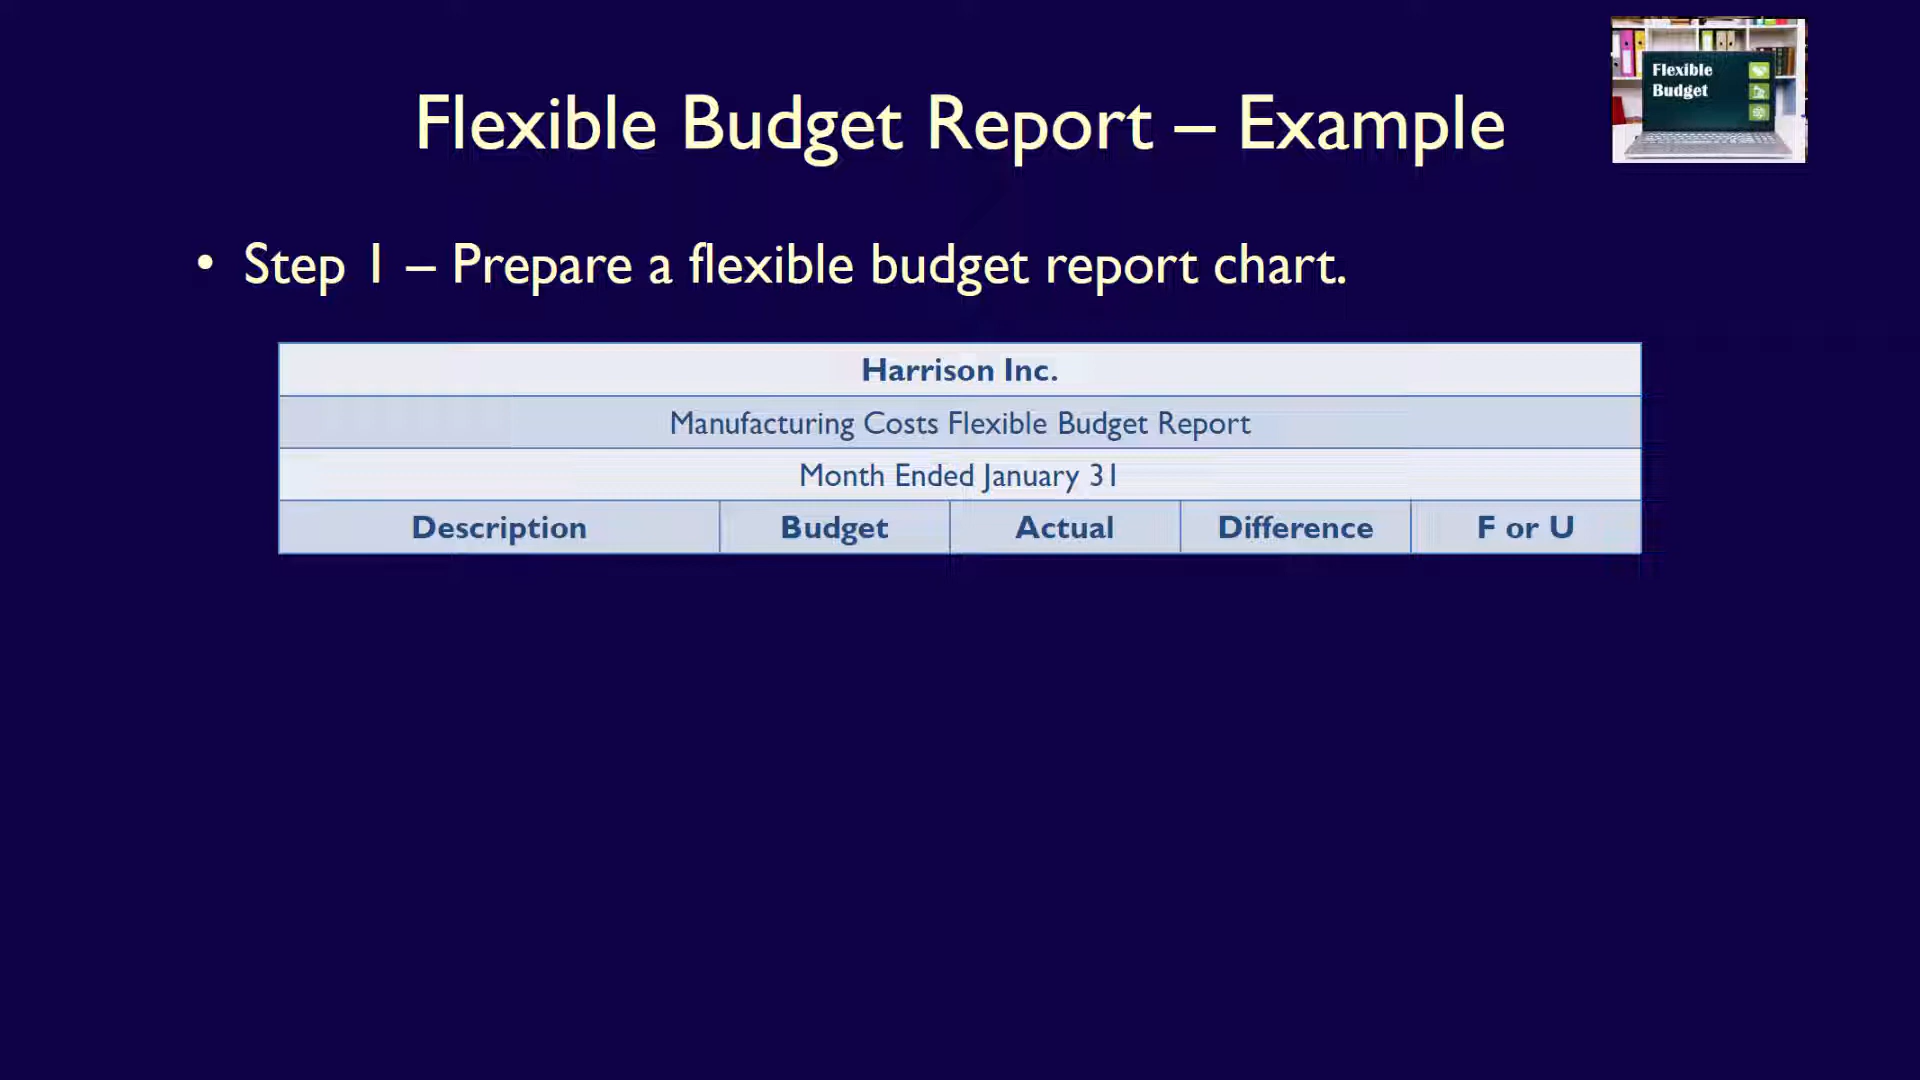 Flexible Budget Report – Example
Flexible
Budget
• Step 1 – Prepare a flexible budget report chart.
Harrison Inc.
Manufacturing Costs Flexible Budget Report
Month Ended January 31
Description Budget Actual Difference F or U